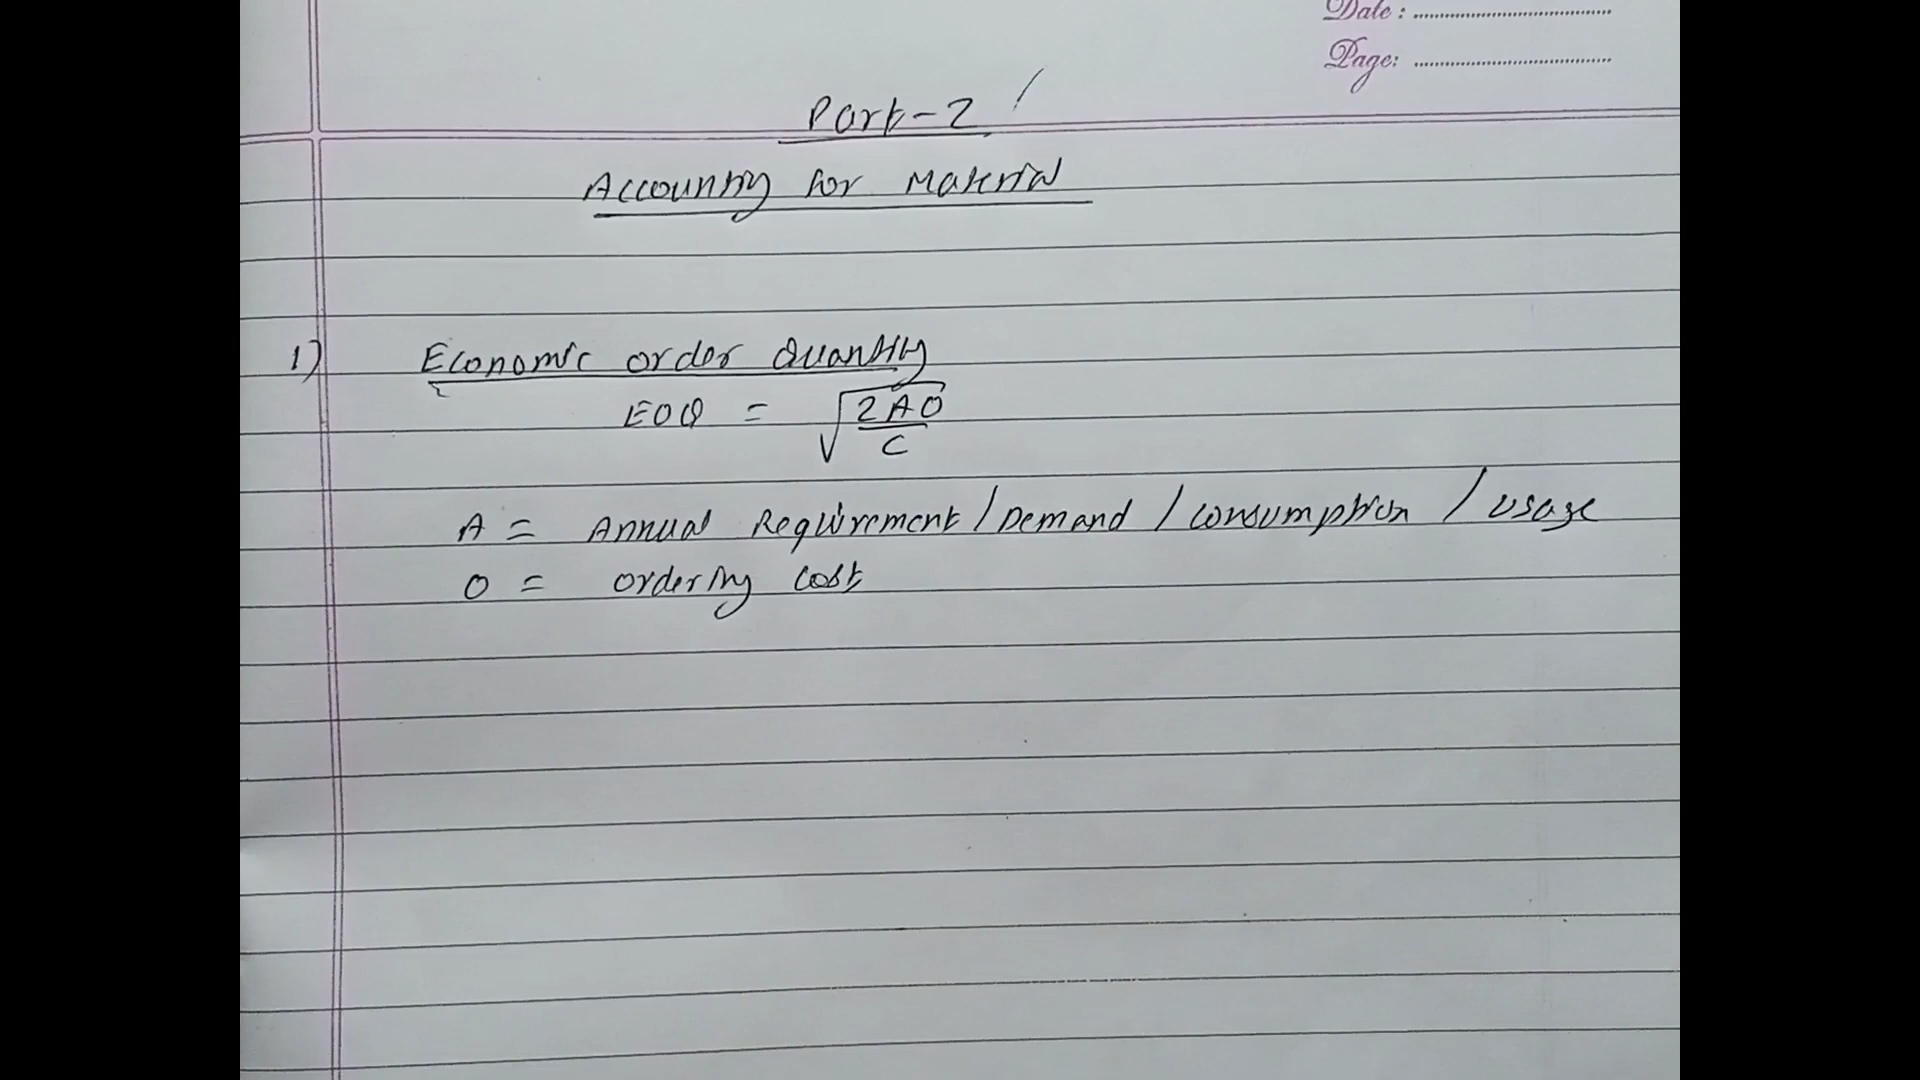 Date :
Page:
Part-2
Accounting for Material
1) Economic order Quantity
EOQ = √2AO/C
A = Annual Requirement / Demand / Consumption / usage
O = ordering cost